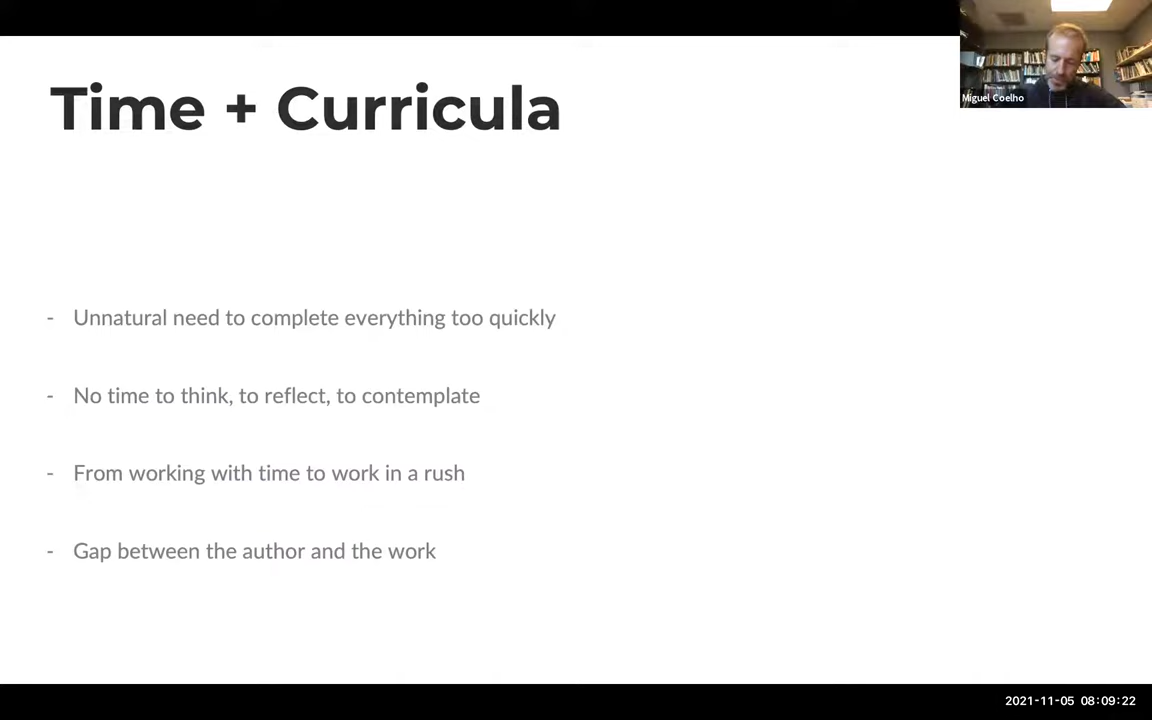 Time + Curricula
Miguel Coelho
- Unnatural need to complete everything too quickly
- No time to think, to reflect, to contemplate
- From working with time to work in a rush
- Gap between the author and the work
2021-11-05 08:09:22